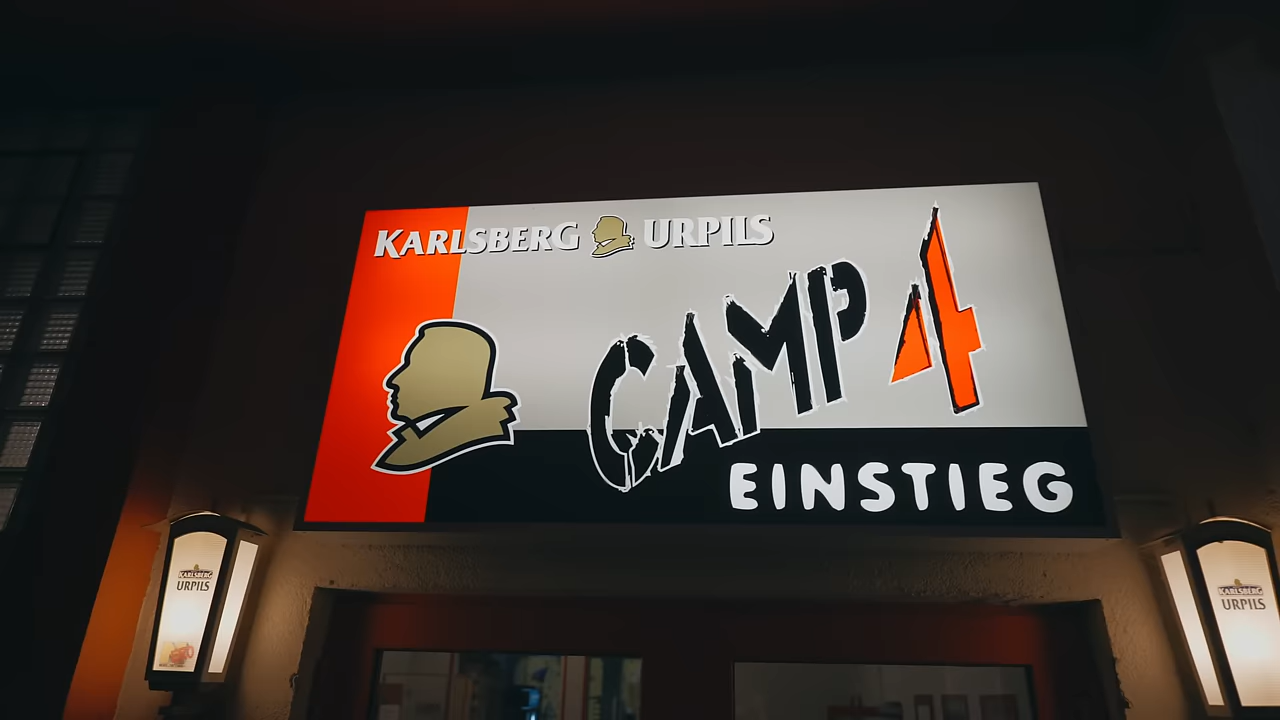 KARLSBERG URPILS
CAMP 4
EINSTIEG
KARLSBERG
URPILS
KARLSBERG
URPILS